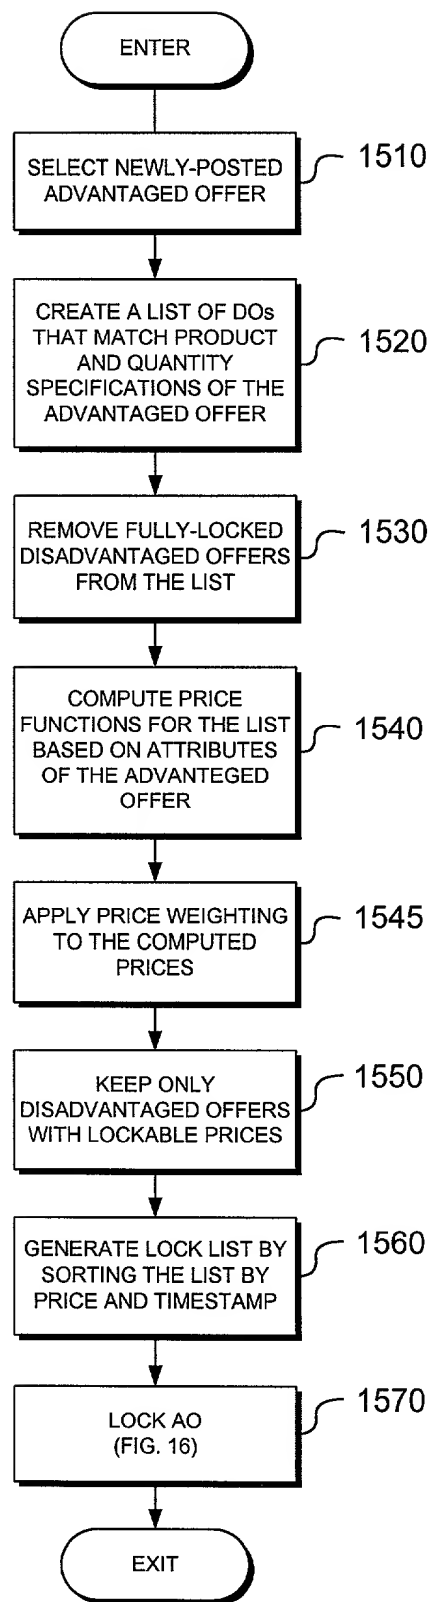 ENTER
SELECT NEWLY-POSTED
ADVANTAGED OFFER
1510
CREATE A LIST OF DOs
THAT MATCH PRODUCT
AND QUANTITY
SPECIFICATIONS OF THE
ADVANTAGED OFFER
1520
REMOVE FULLY-LOCKED
DISADVANTAGED OFFERS
FROM THE LIST
1530
COMPUTE PRICE
FUNCTIONS FOR THE LIST
BASED ON ATTRIBUTES
OF THE ADVANTEGED
OFFER
1540
APPLY PRICE WEIGHTING
TO THE COMPUTED
PRICES
1545
KEEP ONLY
DISADVANTAGED OFFERS
WITH LOCKABLE PRICES
1550
GENERATE LOCK LIST BY
SORTING THE LIST BY
PRICE AND TIMESTAMP
1560
LOCK AO
(FIG. 16)
1570
EXIT